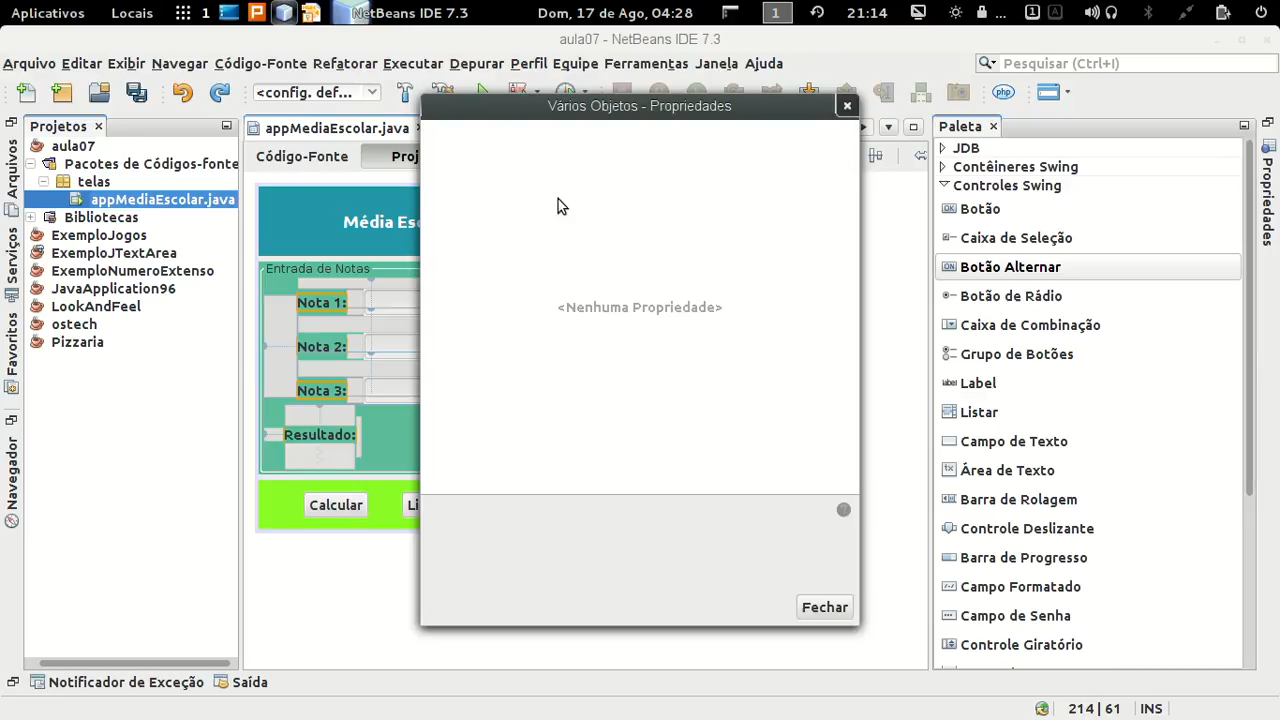 Aplicativos Locais 1 NetBeans IDE 7.3 Dom, 17 de Ago, 04:28 1 21:14 1 A
aula07 - NetBeans IDE 7.3
Arquivo Editar Exibir Navegar Código-Fonte Refatorar Executar Depurar Perfil Equipe Ferramentas Janela Ajuda
Pesquisar (Ctrl+I)
<config. def...
Vários Objetos - Propriedades
Projetos
appMediaEscolar.java
Paleta
Arquivos
Serviços
Favoritos
Navegador
aula07
Pacotes de Códigos-fonte
telas
appMediaEscolar.java
Bibliotecas
ExemploJogos
ExemploJTextArea
ExemploNumeroExtenso
JavaApplication96
LookAndFeel
ostech
Pizzaria
Código-Fonte
Proj
Média Es
Entrada de Notas
Nota 1:
Nota 2:
Nota 3:
Resultado:
Calcular
Li
<Nenhuma Propriedade>
?
Fechar
JDB
Contêineres Swing
Controles Swing
Botão
Caixa de Seleção
Botão Alternar
Botão de Rádio
Caixa de Combinação
Grupo de Botões
Label
Listar
Campo de Texto
Área de Texto
Barra de Rolagem
Controle Deslizante
Barra de Progresso
Campo Formatado
Campo de Senha
Controle Giratório
Propriedades
Notificador de Exceção
Saída
214 | 61 INS